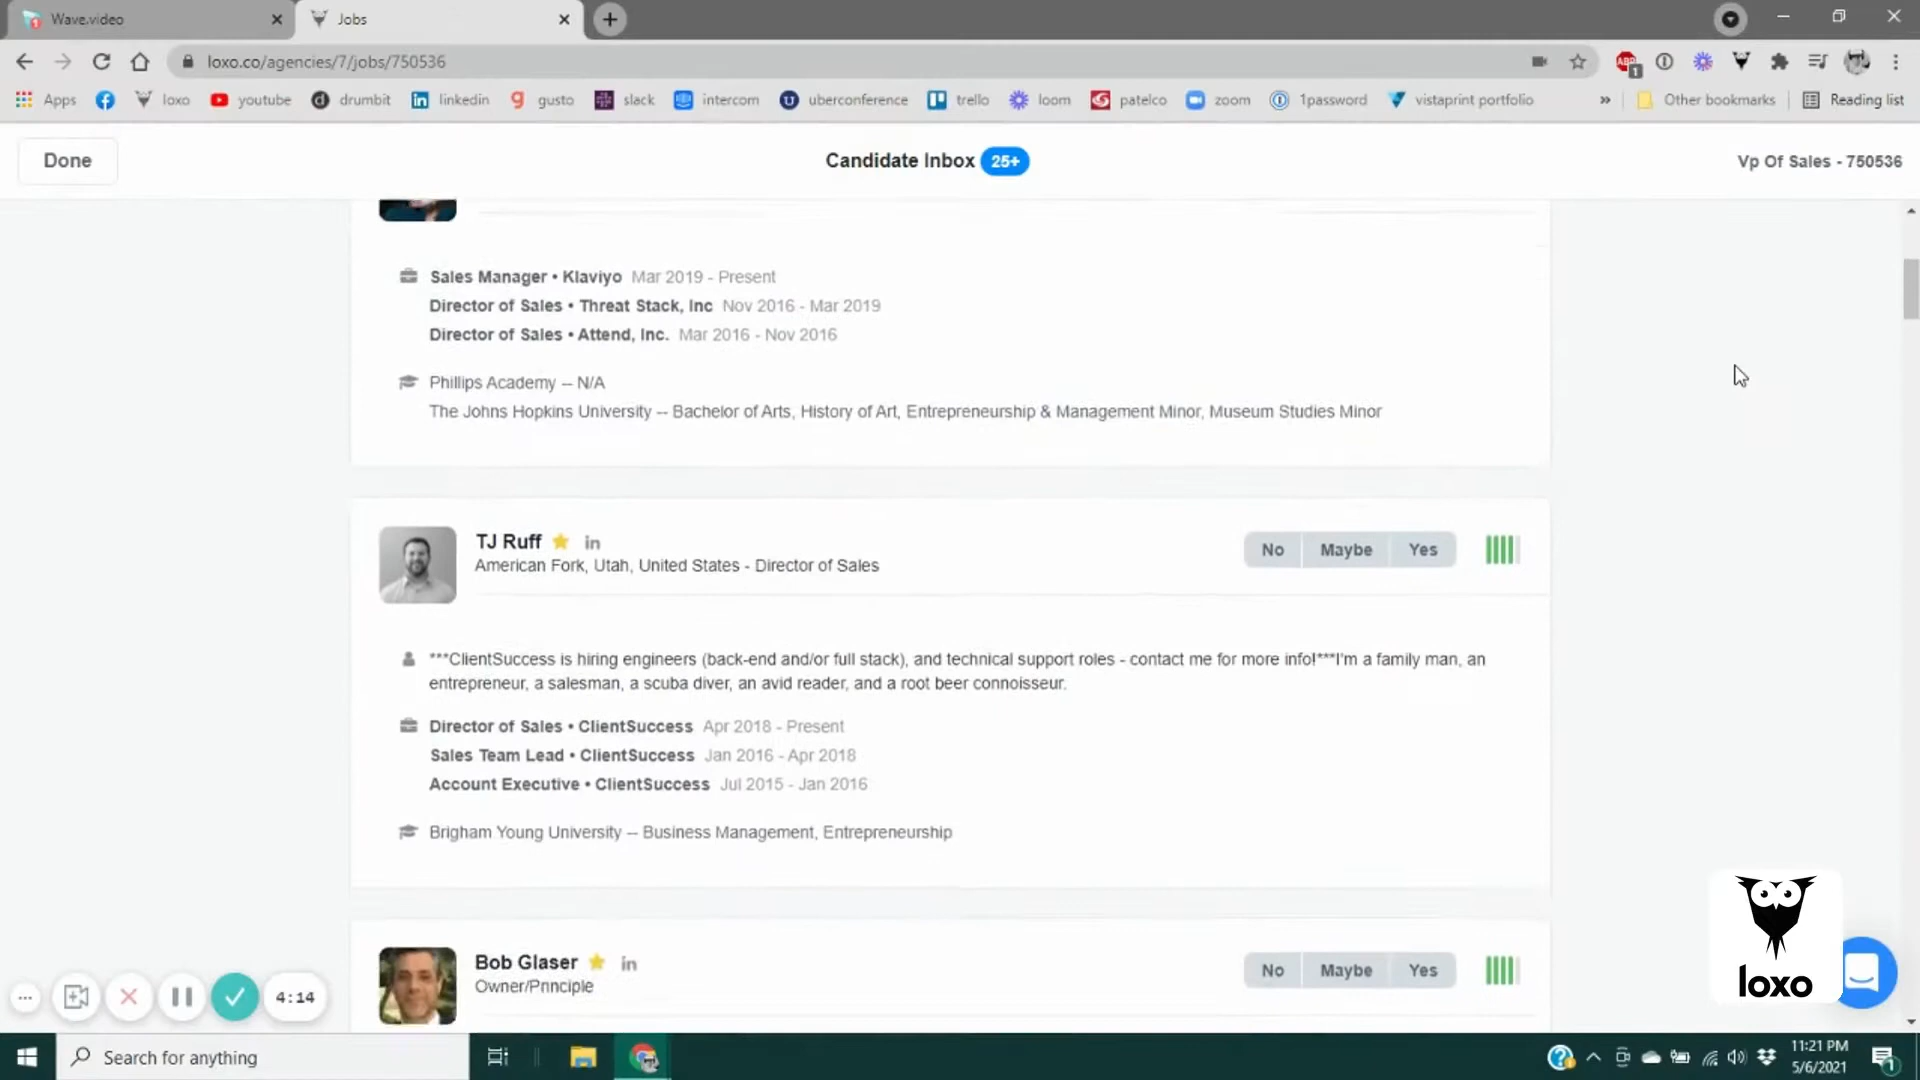 Wave.video
Jobs
loxo.co/agencies/7/jobs/750536
ABP
1
Apps
loxo
youtube
drumbit
linkedin
gusto
slack
intercom
uberconference
trello
loom
patelco
zoom
1password
vistaprint portfolio
»
Other bookmarks
Reading list
Done
Candidate Inbox 25+
Vp Of Sales - 750536
Sales Manager • Klaviyo Mar 2019 - Present
Director of Sales • Threat Stack, Inc Nov 2016 - Mar 2019
Director of Sales • Attend, Inc. Mar 2016 - Nov 2016
Phillips Academy -- N/A
The Johns Hopkins University -- Bachelor of Arts, History of Art, Entrepreneurship & Management Minor, Museum Studies Minor
TJ Ruff in
No Maybe Yes
American Fork, Utah, United States - Director of Sales
***ClientSuccess is hiring engineers (back-end and/or full stack), and technical support roles - contact me for more info!***I'm a family man, an
entrepreneur, a salesman, a scuba diver, an avid reader, and a root beer connoisseur.
Director of Sales • ClientSuccess Apr 2018 - Present
Sales Team Lead • ClientSuccess Jan 2016 - Apr 2018
Account Executive • ClientSuccess Jul 2015 - Jan 2016
Brigham Young University -- Business Management, Entrepreneurship
Bob Glaser in
No Maybe Yes
Owner/Principle
4:14
loxo
Search for anything
11:21 PM
5/6/2021
1